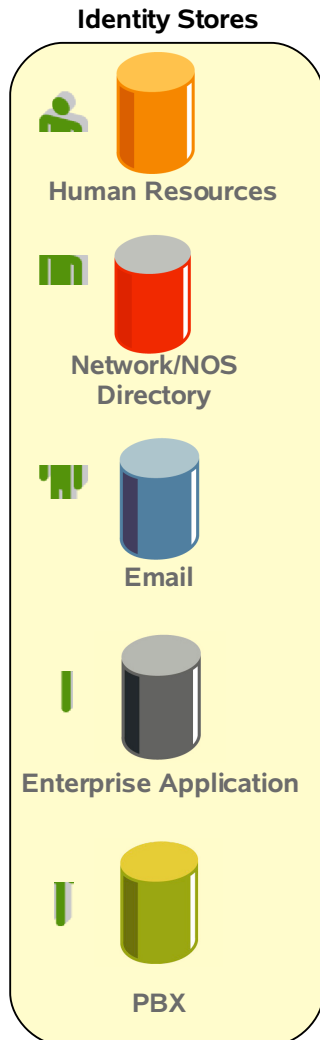 Identity Stores
Human Resources
Network/NOS
Directory
Email
Enterprise Application
PBX